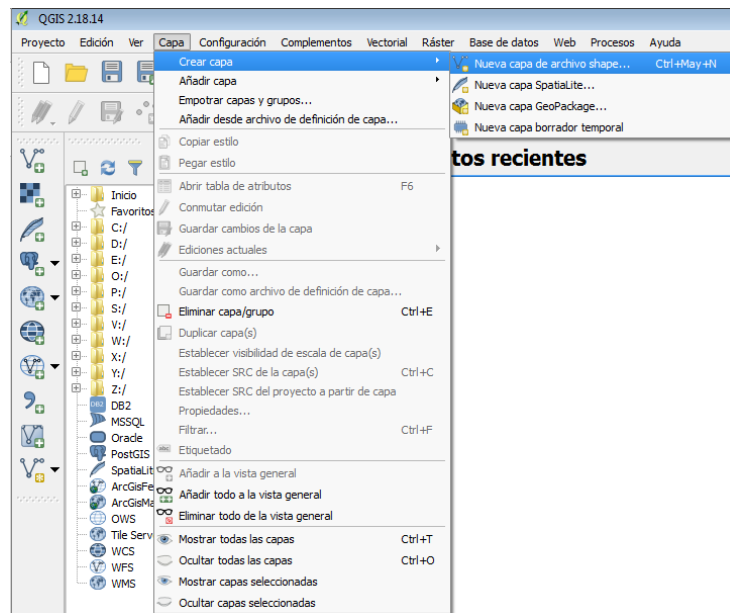 QGIS 2.18.14
Proyecto Edición Ver Capa Configuración Complementos Vectorial Ráster Base de datos Web Procesos Ayuda
Crear capa
Añadir capa
Empotrar capas y grupos...
Añadir desde archivo de definición de capa...
Copiar estilo
Pegar estilo
Abrir tabla de atributos F6
Conmutar edición
Guardar cambios de la capa
Ediciones actuales
Guardar como...
Guardar como archivo de definición de capa...
Eliminar capa/grupo Ctrl+E
Duplicar capa(s)
Establecer visibilidad de escala de capa(s)
Establecer SRC de la capa(s) Ctrl+C
Establecer SRC del proyecto a partir de capa
Propiedades...
Filtrar... Ctrl+F
Etiquetado
Añadir a la vista general
Añadir todo a la vista general
Eliminar todo de la vista general
Mostrar todas las capas Ctrl+T
Ocultar todas las capas Ctrl+O
Mostrar capas seleccionadas
Ocultar capas seleccionadas
Nueva capa de archivo shape... Ctrl+May+N
Nueva capa SpatiaLite...
Nueva capa GeoPackage...
Nueva capa borrador temporal
tos recientes
Inicio
Favoritos
C:/
D:/
E:/
O:/
P:/
S:/
V:/
W:/
X:/
Y:/
Z:/
DB2
MSSQL
Oracle
PostGIS
SpatiaLit
ArcGisFe
ArcGisMa
OWS
Tile Serv
WCS
WFS
WMS